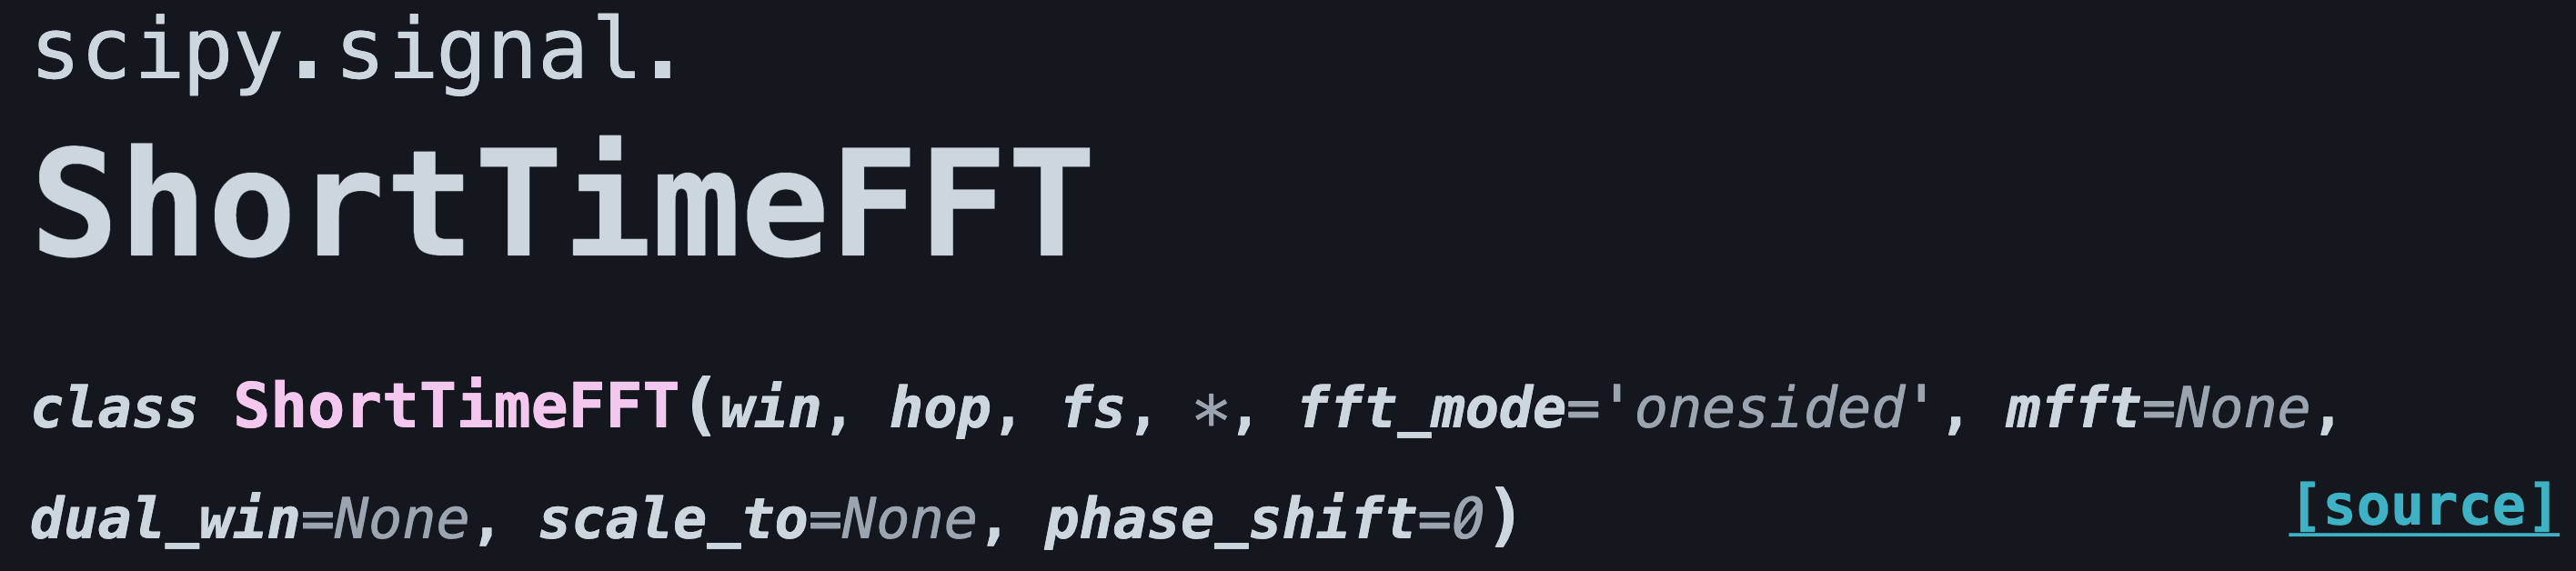 scipy.signal.
ShortTimeFFT
class ShortTimeFFT(win, hop, fs, *, fft_mode='onesided', mfft=None,
dual_win=None, scale_to=None, phase_shift=0)
[source]